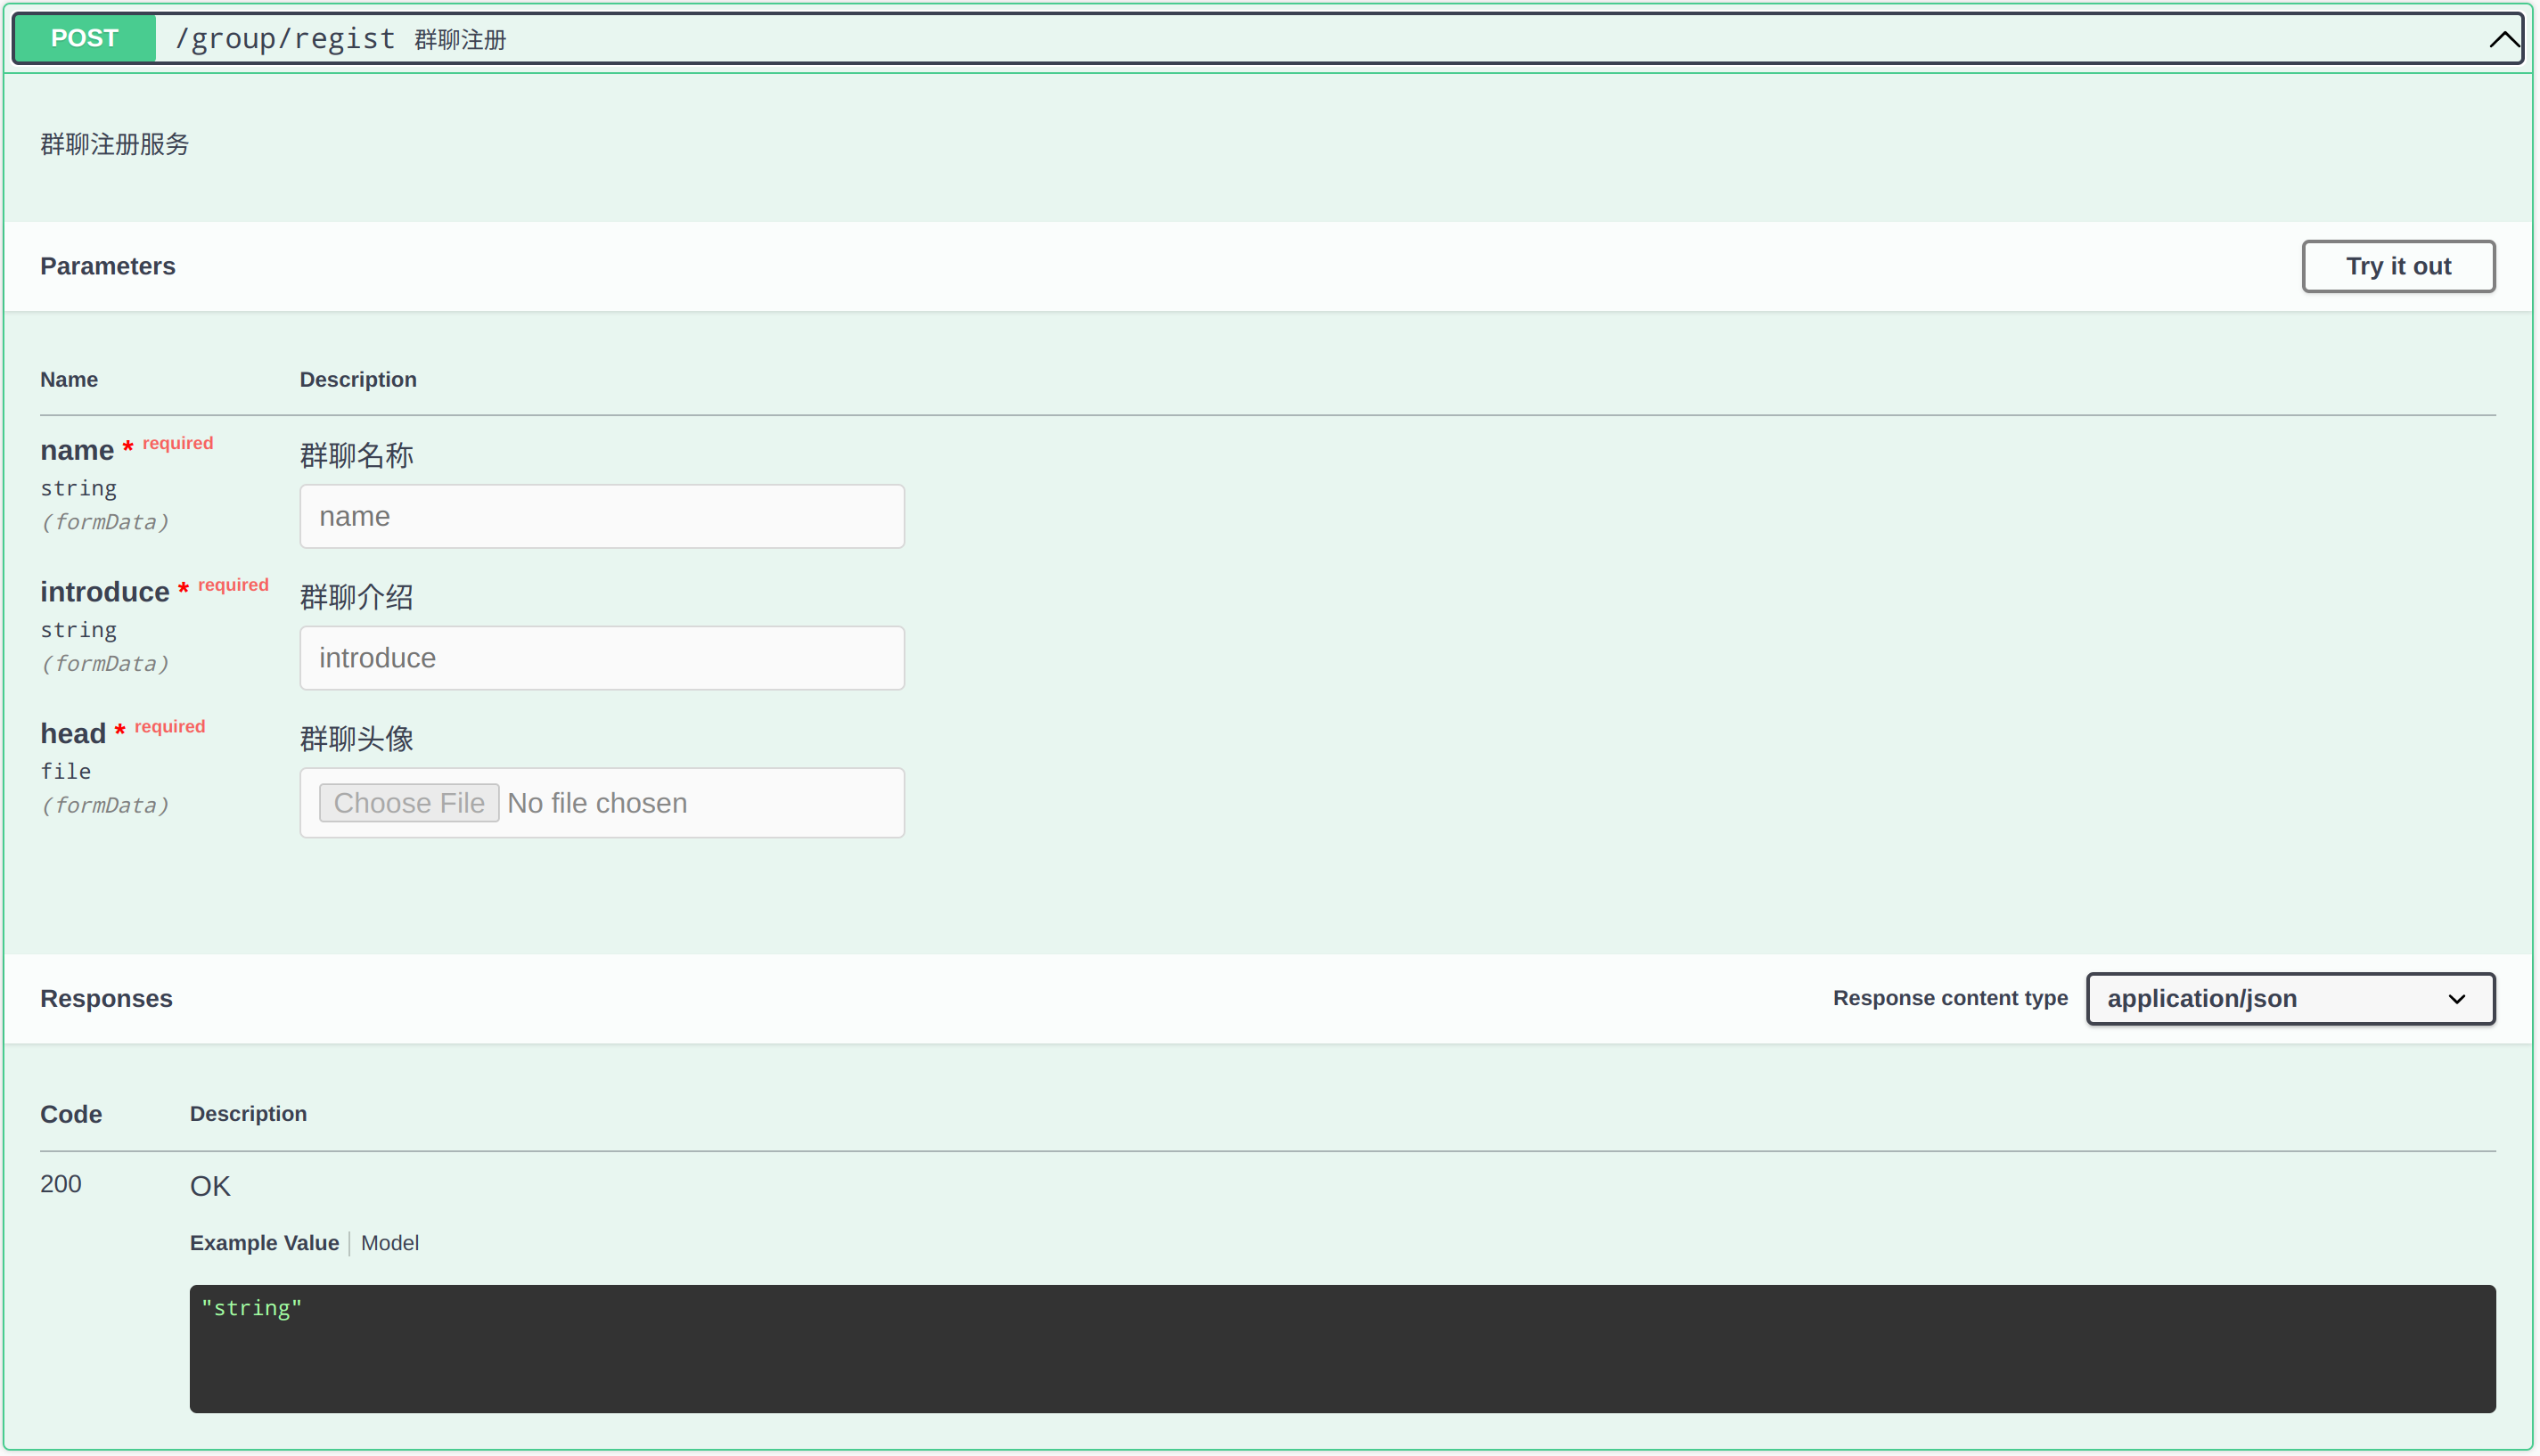 POST /group/regist 群聊注册
群聊注册服务
Parameters Try it out
Name Description
name * required 群聊名称
string
(formData)
name
introduce * required 群聊介绍
string
(formData)
introduce
head * required 群聊头像
file
(formData)
Choose File No file chosen
Responses Response content type application/json
Code Description
200 OK
Example Value Model
"string"